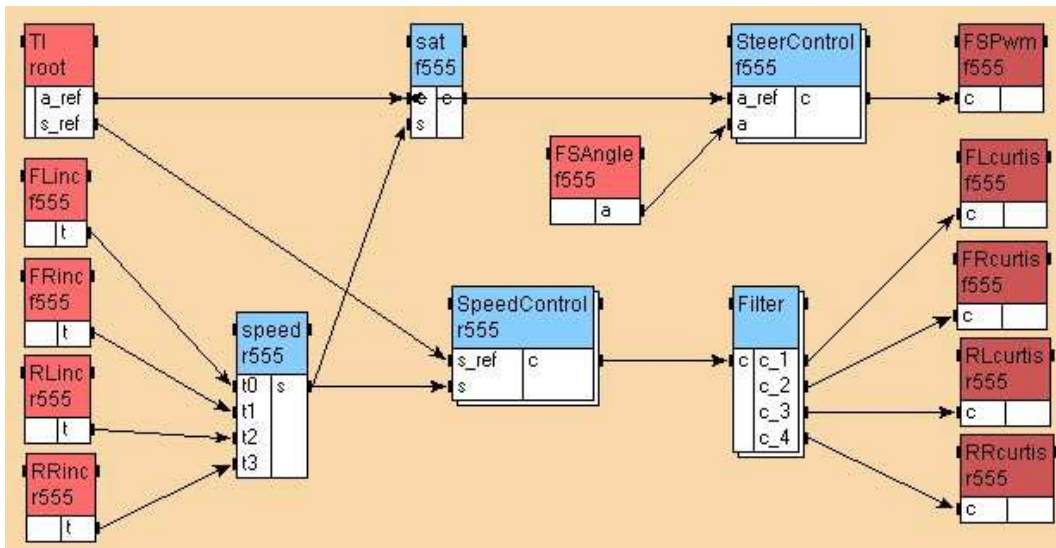 TI
root
a_ref
s_ref
sat
f555
e e
s
SteerControl
f555
a_ref c
a
FSPwm
f555
c
FSAngle
f555
a
FLinc
f555
t
FRinc
f555
t
RLinc
r555
t
RRinc
r555
t
speed
r555
t0 s
t1
t2
t3
SpeedControl
r555
s_ref c
s
Filter
c c_1
c_2
c_3
c_4
FLcurtis
f555
c
FRcurtis
f555
c
RLcurtis
r555
c
RRcurtis
r555
c